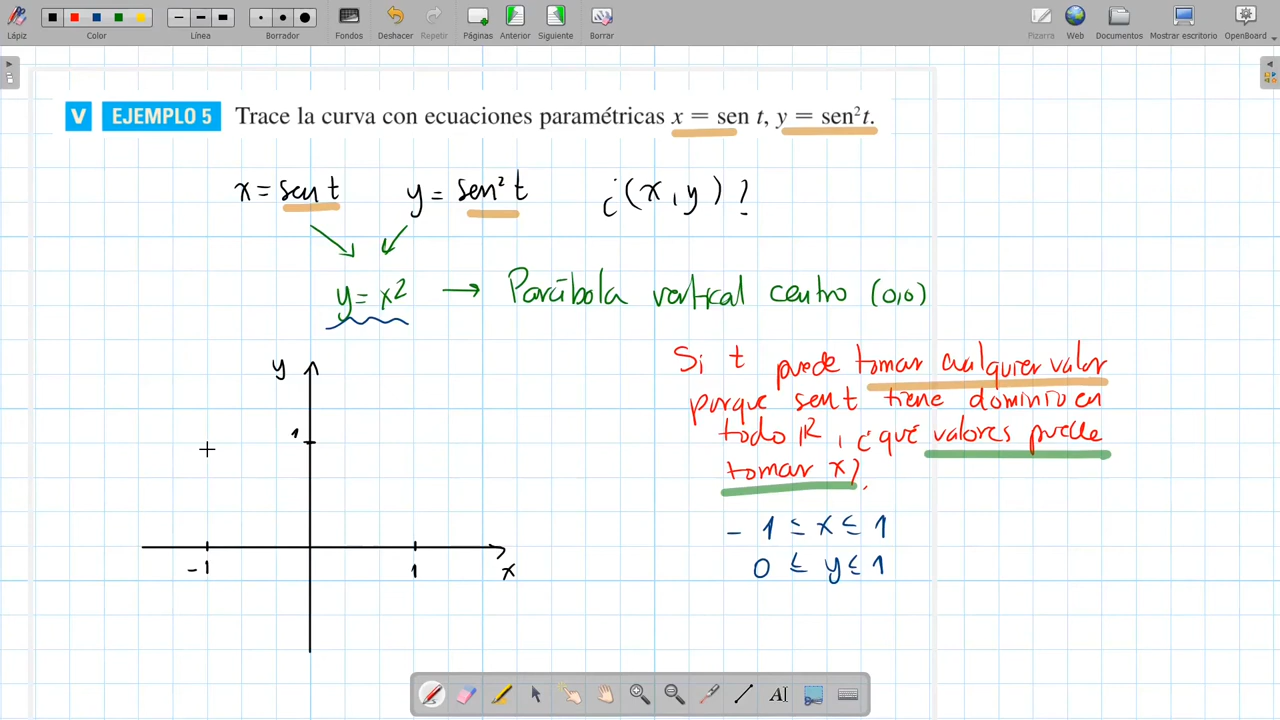 Lápiz Color Línea Borrador Fondos Deshacer Repetir Páginas Anterior Siguiente Borrar Pizarra Web Documentos Mostrar escritorio OpenBoard
V EJEMPLO 5 Trace la curva con ecuaciones paramétricas x = sen t, y = sen²t.
x = sen t y = sen² t ¿(x, y)?
y = x² → Parábola vertical centro (0,0)
Si t puede tomar cualquier valor
porque sen t tiene dominio en
todo ℝ, ¿qué valores puede
tomar x?
- 1 ≤ x ≤ 1
0 ≤ y ≤ 1
y
1
-1 1 x
AI